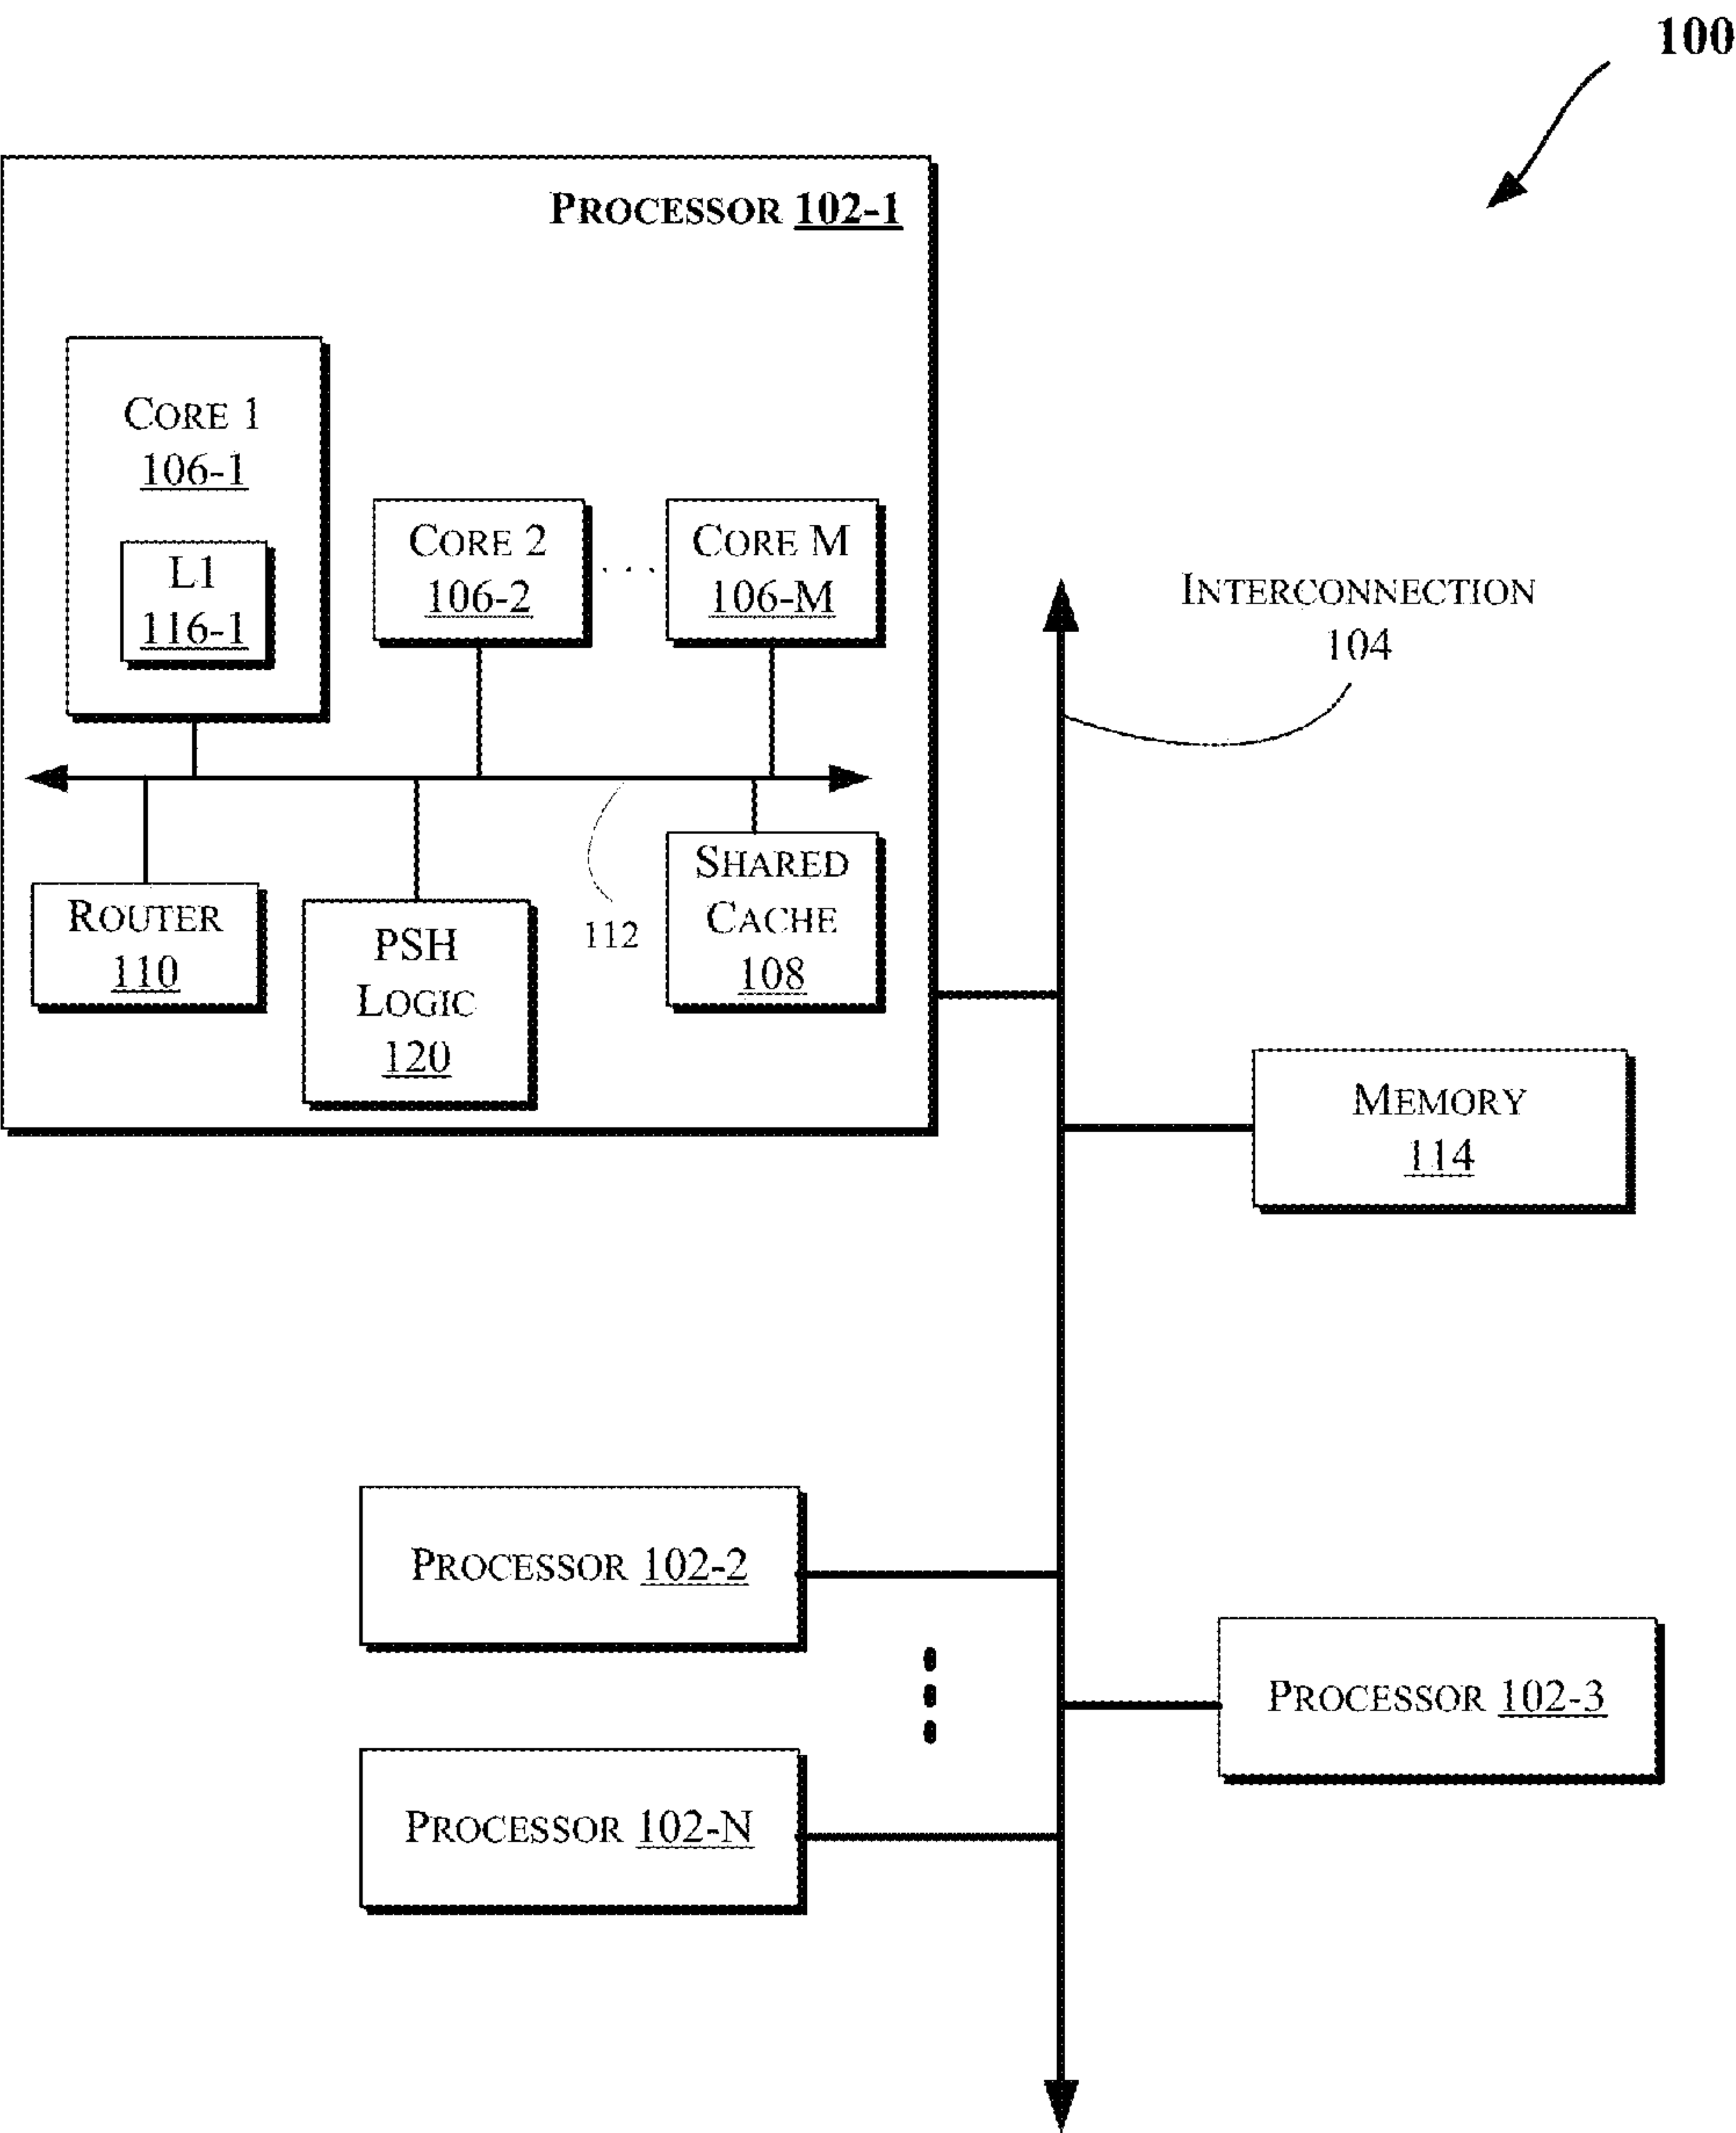 100
PROCESSOR 102-1
CORE 1
106-1
L1
116-1
CORE 2
106-2
. . .
CORE M
106-M
INTERCONNECTION
104
ROUTER
110
PSH
LOGIC
120
112
SHARED
CACHE
108
MEMORY
114
PROCESSOR 102-2
PROCESSOR 102-3
PROCESSOR 102-N